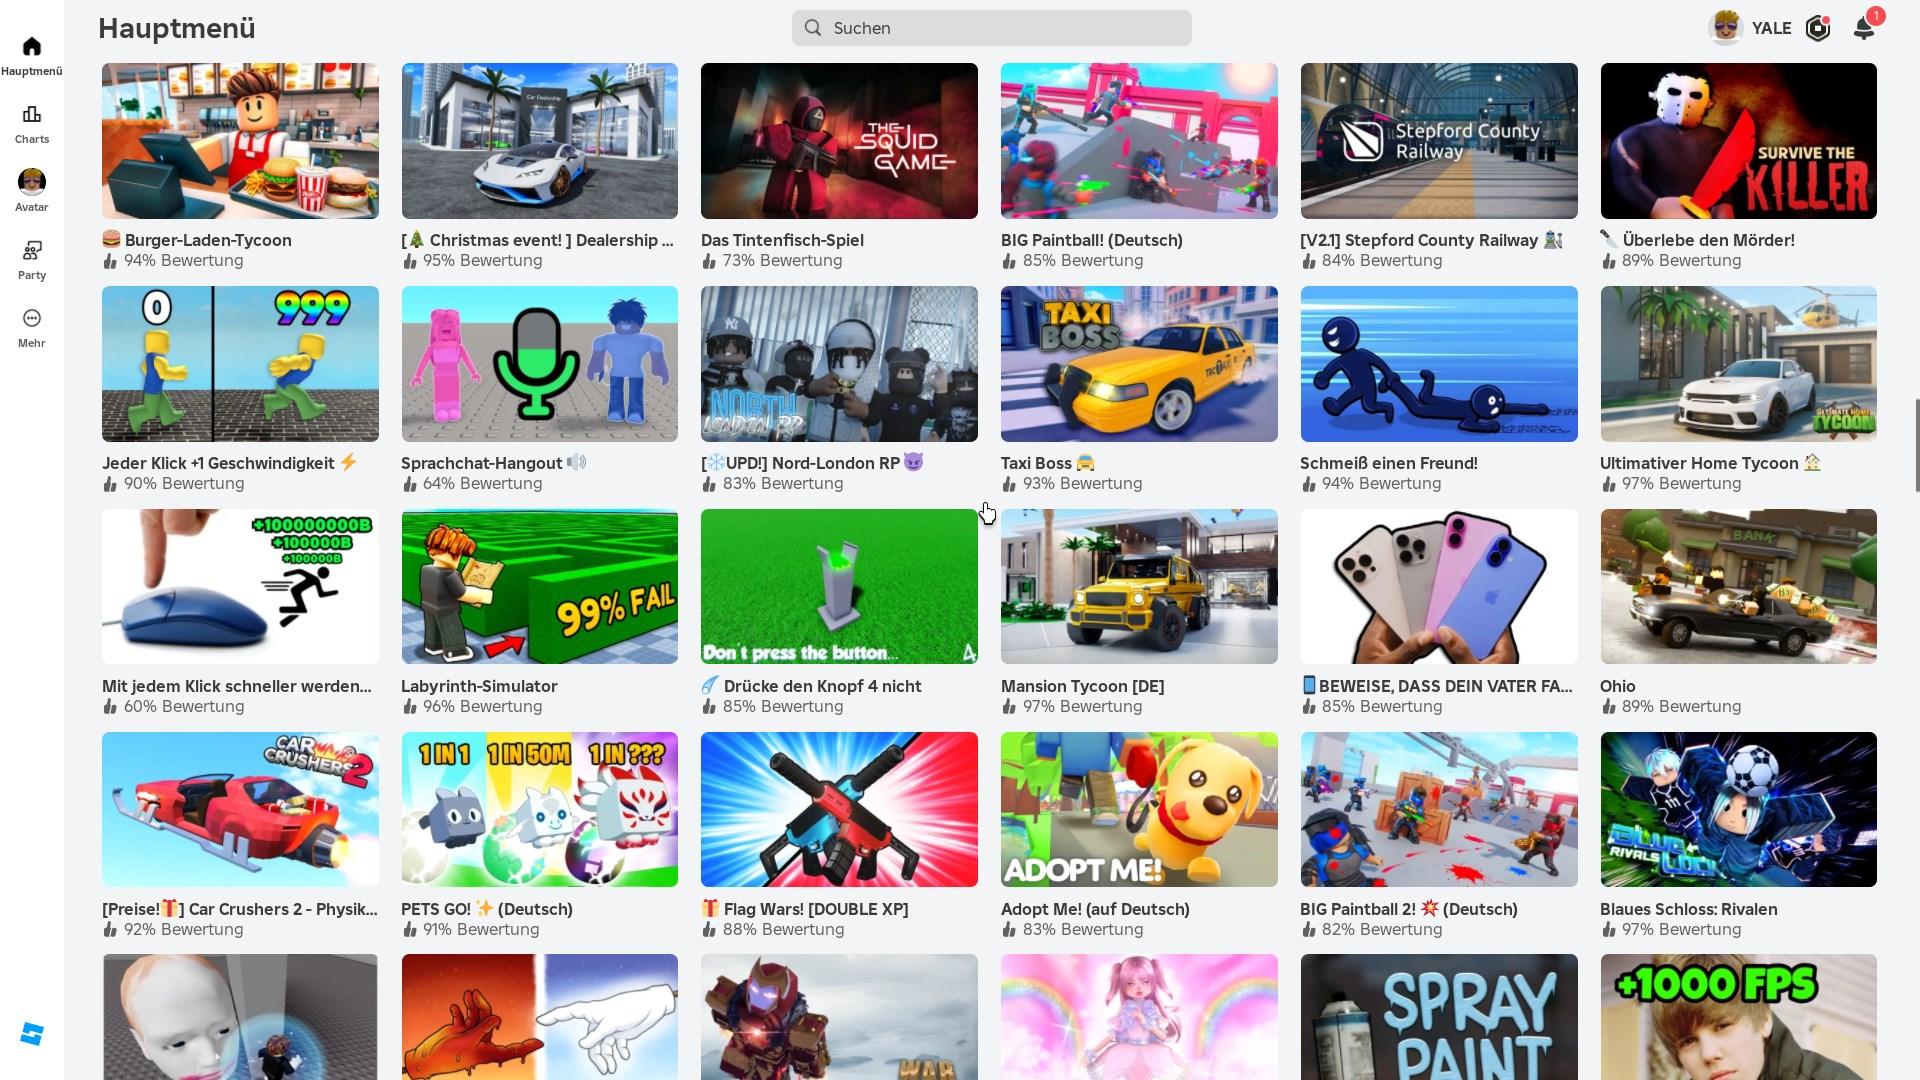 Hauptmenü
Suchen
YALE
1
Hauptmenü
Charts
Avatar
Party
Mehr
Car Dealership
THE SQUID GAME
Stepford County Railway
SURVIVE THE KILLER
🍔 Burger-Laden-Tycoon
94% Bewertung
[🎄 Christmas event! ] Dealership ...
95% Bewertung
Das Tintenfisch-Spiel
73% Bewertung
BIG Paintball! (Deutsch)
85% Bewertung
[V2.1] Stepford County Railway 🚉
84% Bewertung
🔪 Überlebe den Mörder!
89% Bewertung
0
999
NORTH LONDON RP
TAXI BOSS
ULTIMATE HOME TYCOON
Jeder Klick +1 Geschwindigkeit ⚡
90% Bewertung
Sprachchat-Hangout 🔊
64% Bewertung
[❄️UPD!] Nord-London RP 😈
83% Bewertung
Taxi Boss 🚖
93% Bewertung
Schmeiß einen Freund!
94% Bewertung
Ultimativer Home Tycoon 🏠
97% Bewertung
+100000000B
+100000B
+100000B
99% FAIL
Don't press the button... 4
BANK
Mit jedem Klick schneller werden...
60% Bewertung
Labyrinth-Simulator
96% Bewertung
☄️ Drücke den Knopf 4 nicht
85% Bewertung
Mansion Tycoon [DE]
97% Bewertung
📱BEWEISE, DASS DEIN VATER FA...
85% Bewertung
Ohio
89% Bewertung
CAR CRUSHERS 2
1 IN 1
1 IN 50M
1 IN ???
ADOPT ME!
BLUE LOCK RIVALS
[Preise!🎁] Car Crushers 2 - Physik...
92% Bewertung
PETS GO! ✨ (Deutsch)
91% Bewertung
🎁 Flag Wars! [DOUBLE XP]
88% Bewertung
Adopt Me! (auf Deutsch)
83% Bewertung
BIG Paintball 2! 💥 (Deutsch)
82% Bewertung
Blaues Schloss: Rivalen
97% Bewertung
WAR
SPRAY PAINT
+1000 FPS